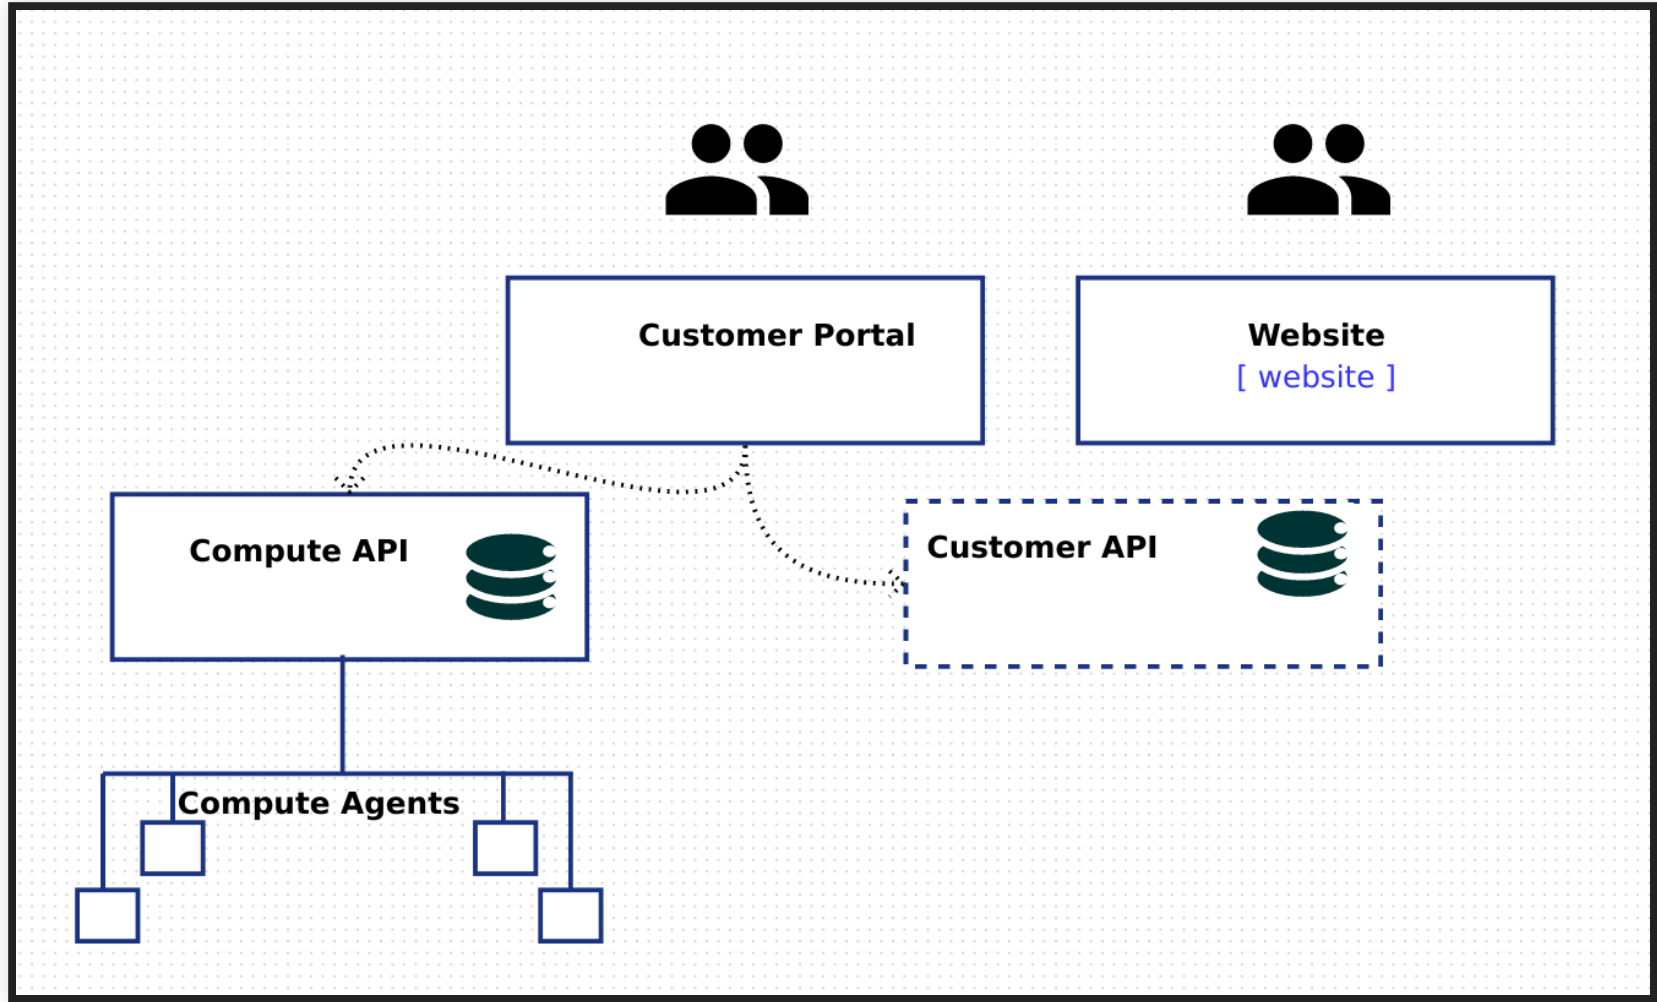 Customer Portal
Website
[ website ]
Compute API
Customer API
Compute Agents